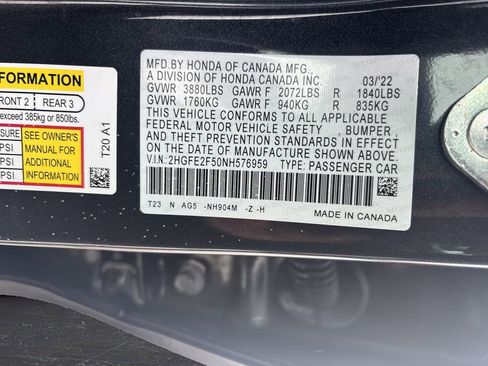 FORMATION
FRONT 2 REAR 3
exceed 385kg or 850lbs.
SURE SEE OWNER'S
PSI MANUAL FOR
PSI ADDITIONAL
PSI INFORMATION
T20 A1
MFD.BY HONDA OF CANADA MFG.,
A DIVISION OF HONDA CANADA INC. 03/'22
GVWR 3880LBS GAWR F 2072LBS R 1840LBS
GVWR 1760KG GAWR F 940KG R 835KG
THIS VEHICLE CONFORMS TO ALL APPLICABLE
FEDERAL MOTOR VEHICLE SAFETY , BUMPER ,
AND THEFT PREVENTION STANDARDS IN EFFECT
ON THE DATE OF MANUFACTURE SHOWN ABOVE.
V.I.N.:2HGFE2F50NH576959 TYPE: PASSENGER CAR
T23 N AG5 -NH904M -Z -H
MADE IN CANADA